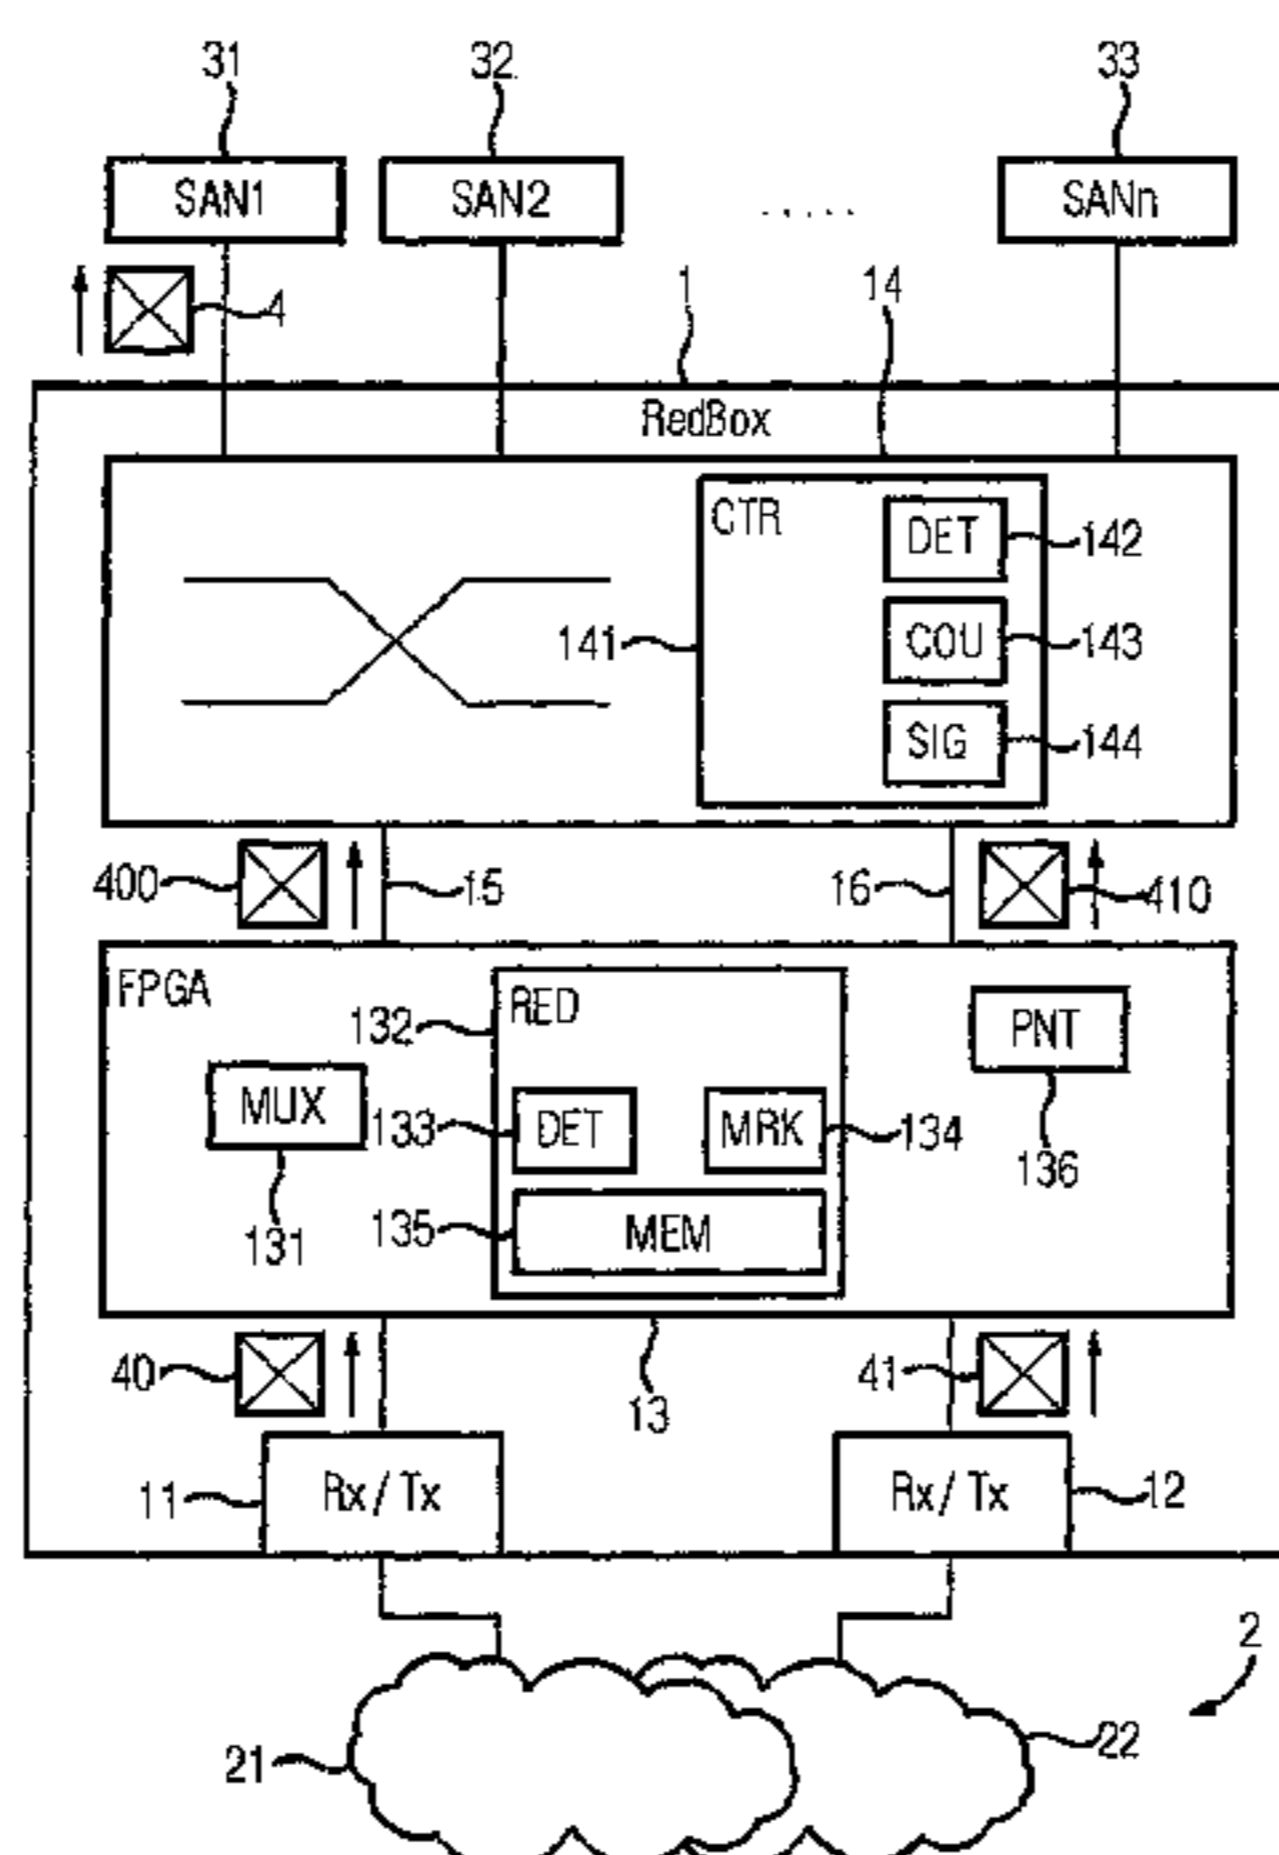 31 32 33
SAN1 SAN2 ..... SANn
4 1 14
RedBox
CTR DET 142
141 COU 143
SIG 144
400 15 16 410
FPGA RED PNT
132
MUX 133 DET MRK 134 136
131 135 MEM
40 13 41
11 Rx/Tx Rx/Tx 12
2
21 22